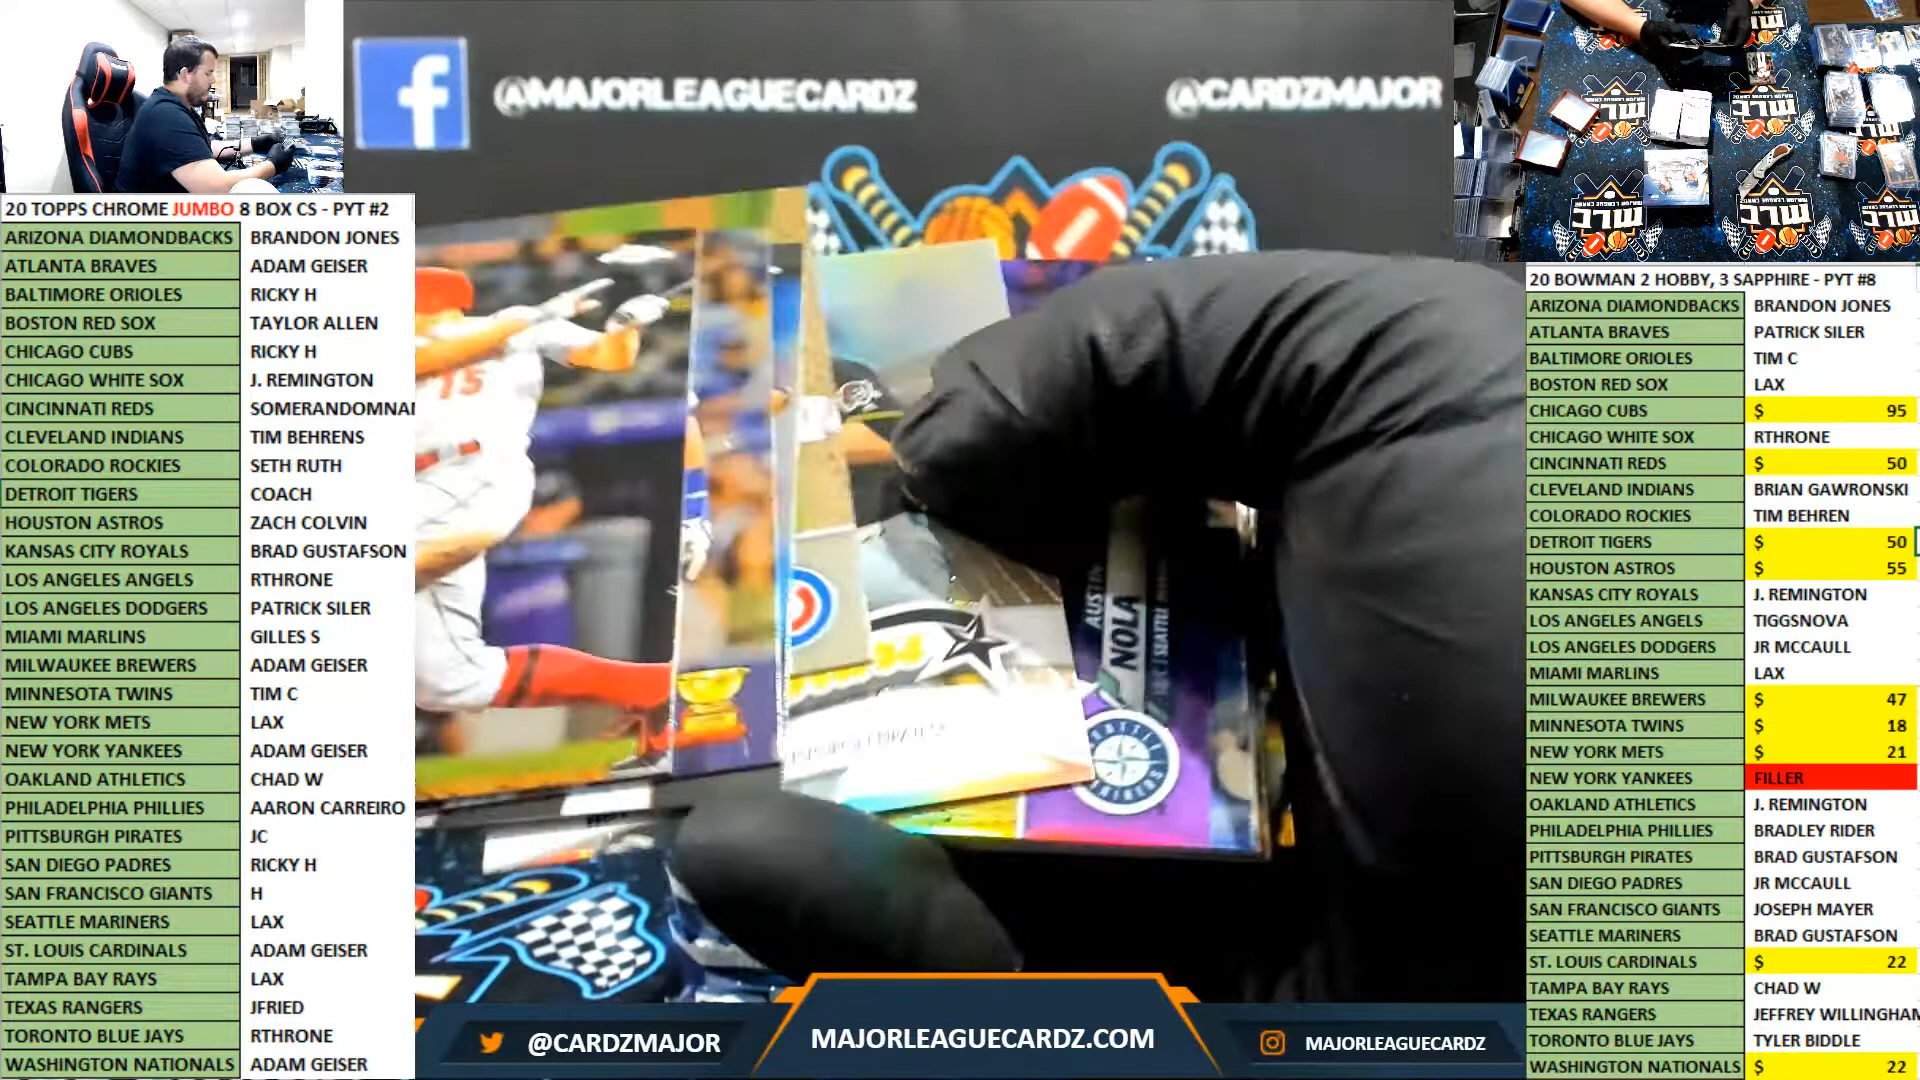 @MAJORLEAGUECARDZ
@CARDZMAJOR
20 TOPPS CHROME JUMBO 8 BOX CS - PYT #2
ARIZONA DIAMONDBACKS BRANDON JONES
ATLANTA BRAVES ADAM GEISER
BALTIMORE ORIOLES RICKY H
BOSTON RED SOX TAYLOR ALLEN
CHICAGO CUBS RICKY H
CHICAGO WHITE SOX J. REMINGTON
CINCINNATI REDS SOMERANDOMNAM
CLEVELAND INDIANS TIM BEHRENS
COLORADO ROCKIES SETH RUTH
DETROIT TIGERS COACH
HOUSTON ASTROS ZACH COLVIN
KANSAS CITY ROYALS BRAD GUSTAFSON
LOS ANGELES ANGELS RTHRONE
LOS ANGELES DODGERS PATRICK SILER
MIAMI MARLINS GILLES S
MILWAUKEE BREWERS ADAM GEISER
MINNESOTA TWINS TIM C
NEW YORK METS LAX
NEW YORK YANKEES ADAM GEISER
OAKLAND ATHLETICS CHAD W
PHILADELPHIA PHILLIES AARON CARREIRO
PITTSBURGH PIRATES JC
SAN DIEGO PADRES RICKY H
SAN FRANCISCO GIANTS H
SEATTLE MARINERS LAX
ST. LOUIS CARDINALS ADAM GEISER
TAMPA BAY RAYS LAX
TEXAS RANGERS JFRIED
TORONTO BLUE JAYS RTHRONE
WASHINGTON NATIONALS ADAM GEISER
15
AUSTIN
NOLA
SEATTLE
@CARDZMAJOR
MAJORLEAGUECARDZ.COM
MAJORLEAGUECARDZ
20 BOWMAN 2 HOBBY, 3 SAPPHIRE - PYT #8
ARIZONA DIAMONDBACKS BRANDON JONES
ATLANTA BRAVES PATRICK SILER
BALTIMORE ORIOLES TIM C
BOSTON RED SOX LAX
CHICAGO CUBS $ 95
CHICAGO WHITE SOX RTHRONE
CINCINNATI REDS $ 50
CLEVELAND INDIANS BRIAN GAWRONSKI
COLORADO ROCKIES TIM BEHREN
DETROIT TIGERS $ 50
HOUSTON ASTROS $ 55
KANSAS CITY ROYALS J. REMINGTON
LOS ANGELES ANGELS TIGGSNOVA
LOS ANGELES DODGERS JR MCCAULL
MIAMI MARLINS LAX
MILWAUKEE BREWERS $ 47
MINNESOTA TWINS $ 18
NEW YORK METS $ 21
NEW YORK YANKEES FILLER
OAKLAND ATHLETICS J. REMINGTON
PHILADELPHIA PHILLIES BRADLEY RIDER
PITTSBURGH PIRATES BRAD GUSTAFSON
SAN DIEGO PADRES JR MCCAULL
SAN FRANCISCO GIANTS JOSEPH MAYER
SEATTLE MARINERS BRAD GUSTAFSON
ST. LOUIS CARDINALS $ 22
TAMPA BAY RAYS CHAD W
TEXAS RANGERS JEFFREY WILLINGHAM
TORONTO BLUE JAYS TYLER BIDDLE
WASHINGTON NATIONALS $ 22